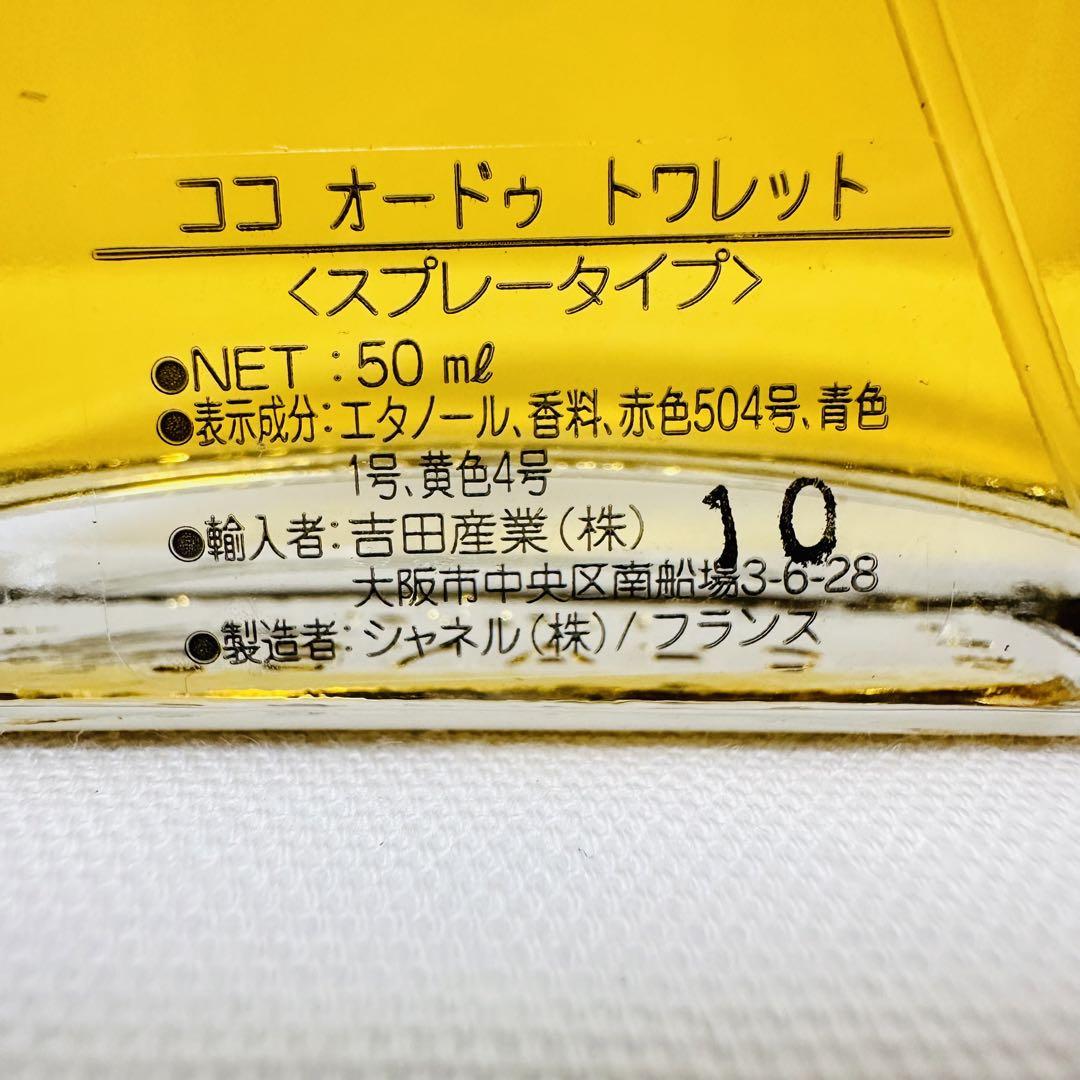 ココ オードゥ トワレット
〈スプレータイプ〉
●NET：50 ㎖
●表示成分：エタノール、香料、赤色504号、青色
1号、黄色4号
●輸入者：吉田産業（株）
10
大阪市中央区南船場3-6-28
●製造者：シャネル（株）/ フランス